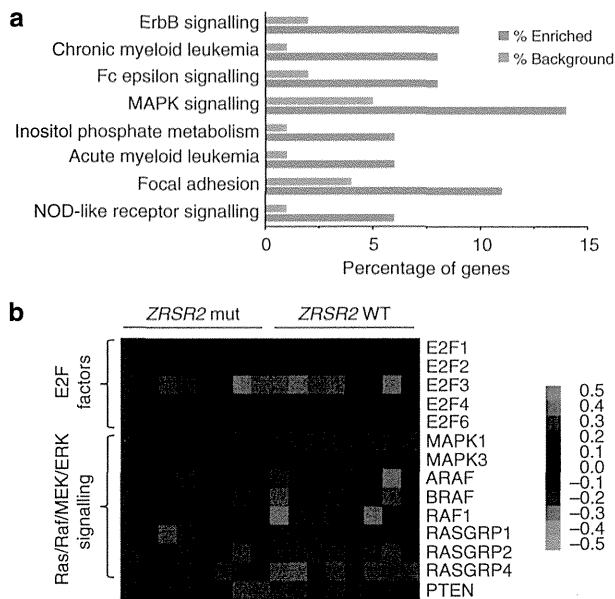 a
ErbB signalling
Chronic myeloid leukemia
Fc epsilon signalling
MAPK signalling
Inositol phosphate metabolism
Acute myeloid leukemia
Focal adhesion
NOD-like receptor signalling
% Enriched
% Background
0 5 10 15
Percentage of genes
b
ZRSR2 mut
ZRSR2 WT
E2F factors
Ras/Raf/MEK/ERK signalling
E2F1
E2F2
E2F3
E2F4
E2F6
MAPK1
MAPK3
ARAF
BRAF
RAF1
RASGRP1
RASGRP2
RASGRP4
PTEN
0.5
0.4
0.3
0.2
0.1
0.0
−0.1
−0.2
−0.3
−0.4
−0.5